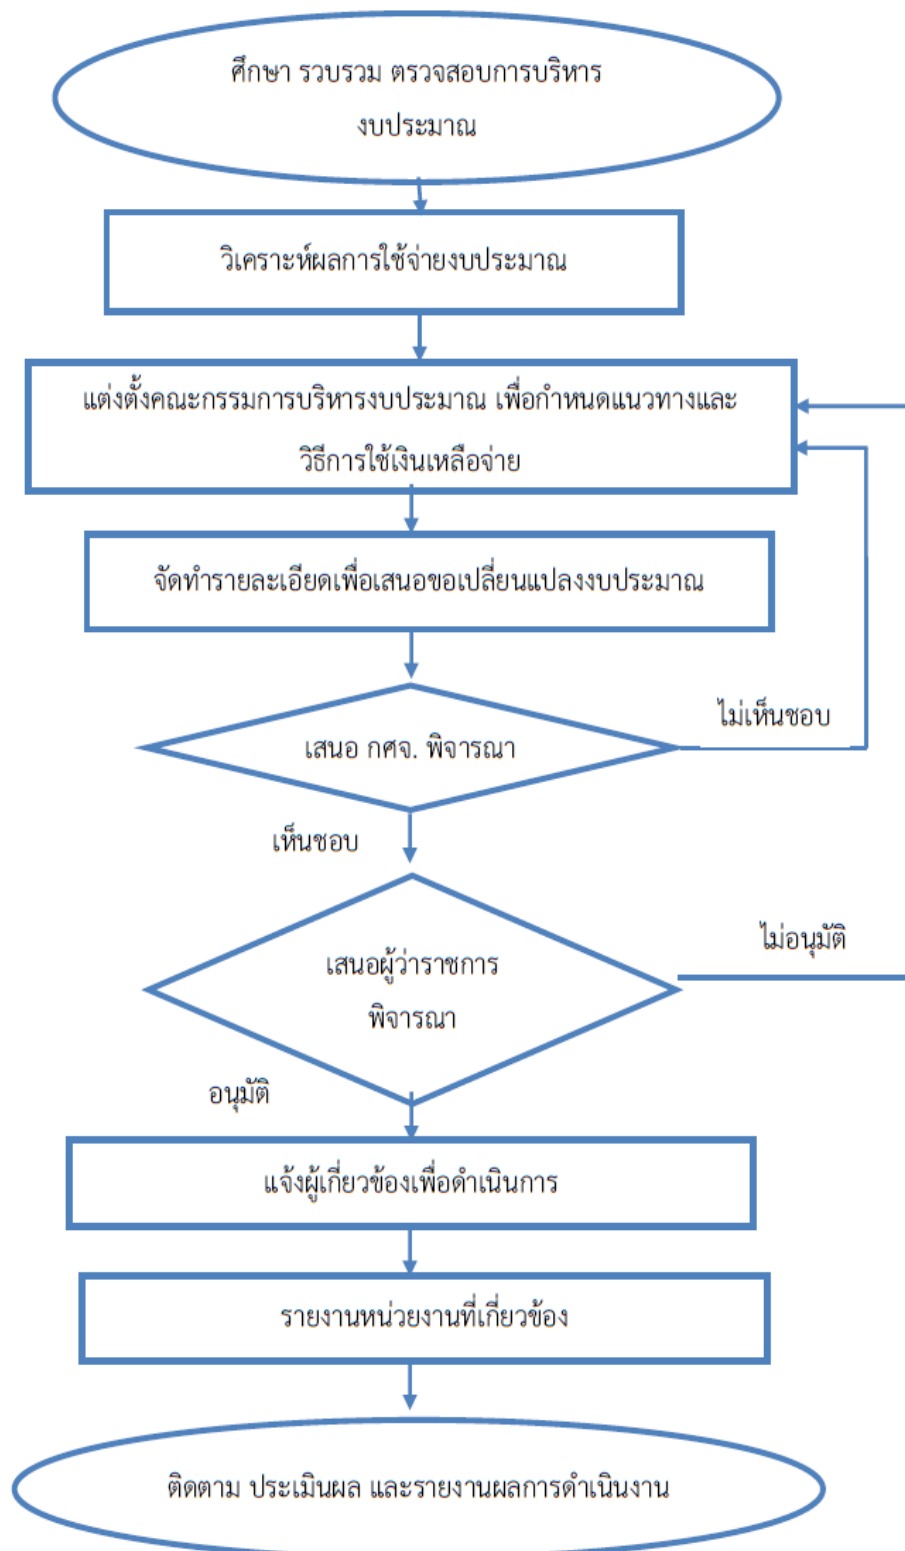 ศึกษา รวบรวม ตรวจสอบการบริหาร
งบประมาณ
วิเคราะห์ผลการใช้จ่ายงบประมาณ
แต่งตั้งคณะกรรมการบริหารงบประมาณ เพื่อกำหนดแนวทางและ
วิธีการใช้เงินเหลือจ่าย
จัดทำรายละเอียดเพื่อเสนอขอเปลี่ยนแปลงงบประมาณ
ไม่เห็นชอบ
เสนอ กศจ. พิจารณา
เห็นชอบ
ไม่อนุมัติ
เสนอผู้ว่าราชการ
พิจารณา
อนุมัติ
แจ้งผู้เกี่ยวข้องเพื่อดำเนินการ
รายงานหน่วยงานที่เกี่ยวข้อง
ติดตาม ประเมินผล และรายงานผลการดำเนินงาน